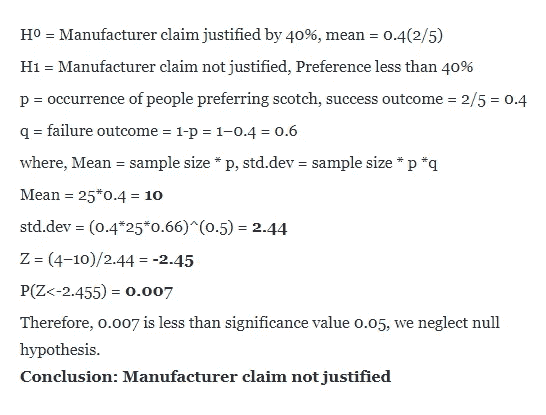 H⁰ = Manufacturer claim justified by 40%, mean = 0.4(2/5)
H1 = Manufacturer claim not justified, Preference less than 40%
p = occurrence of people preferring scotch, success outcome = 2/5 = 0.4
q = failure outcome = 1-p = 1–0.4 = 0.6
where, Mean = sample size * p, std.dev = sample size * p *q
Mean = 25*0.4 = 10
std.dev = (0.4*25*0.66)^(0.5) = 2.44
Z = (4–10)/2.44 = -2.45
P(Z<-2.455) = 0.007
Therefore, 0.007 is less than significance value 0.05, we neglect null
hypothesis.
Conclusion: Manufacturer claim not justified